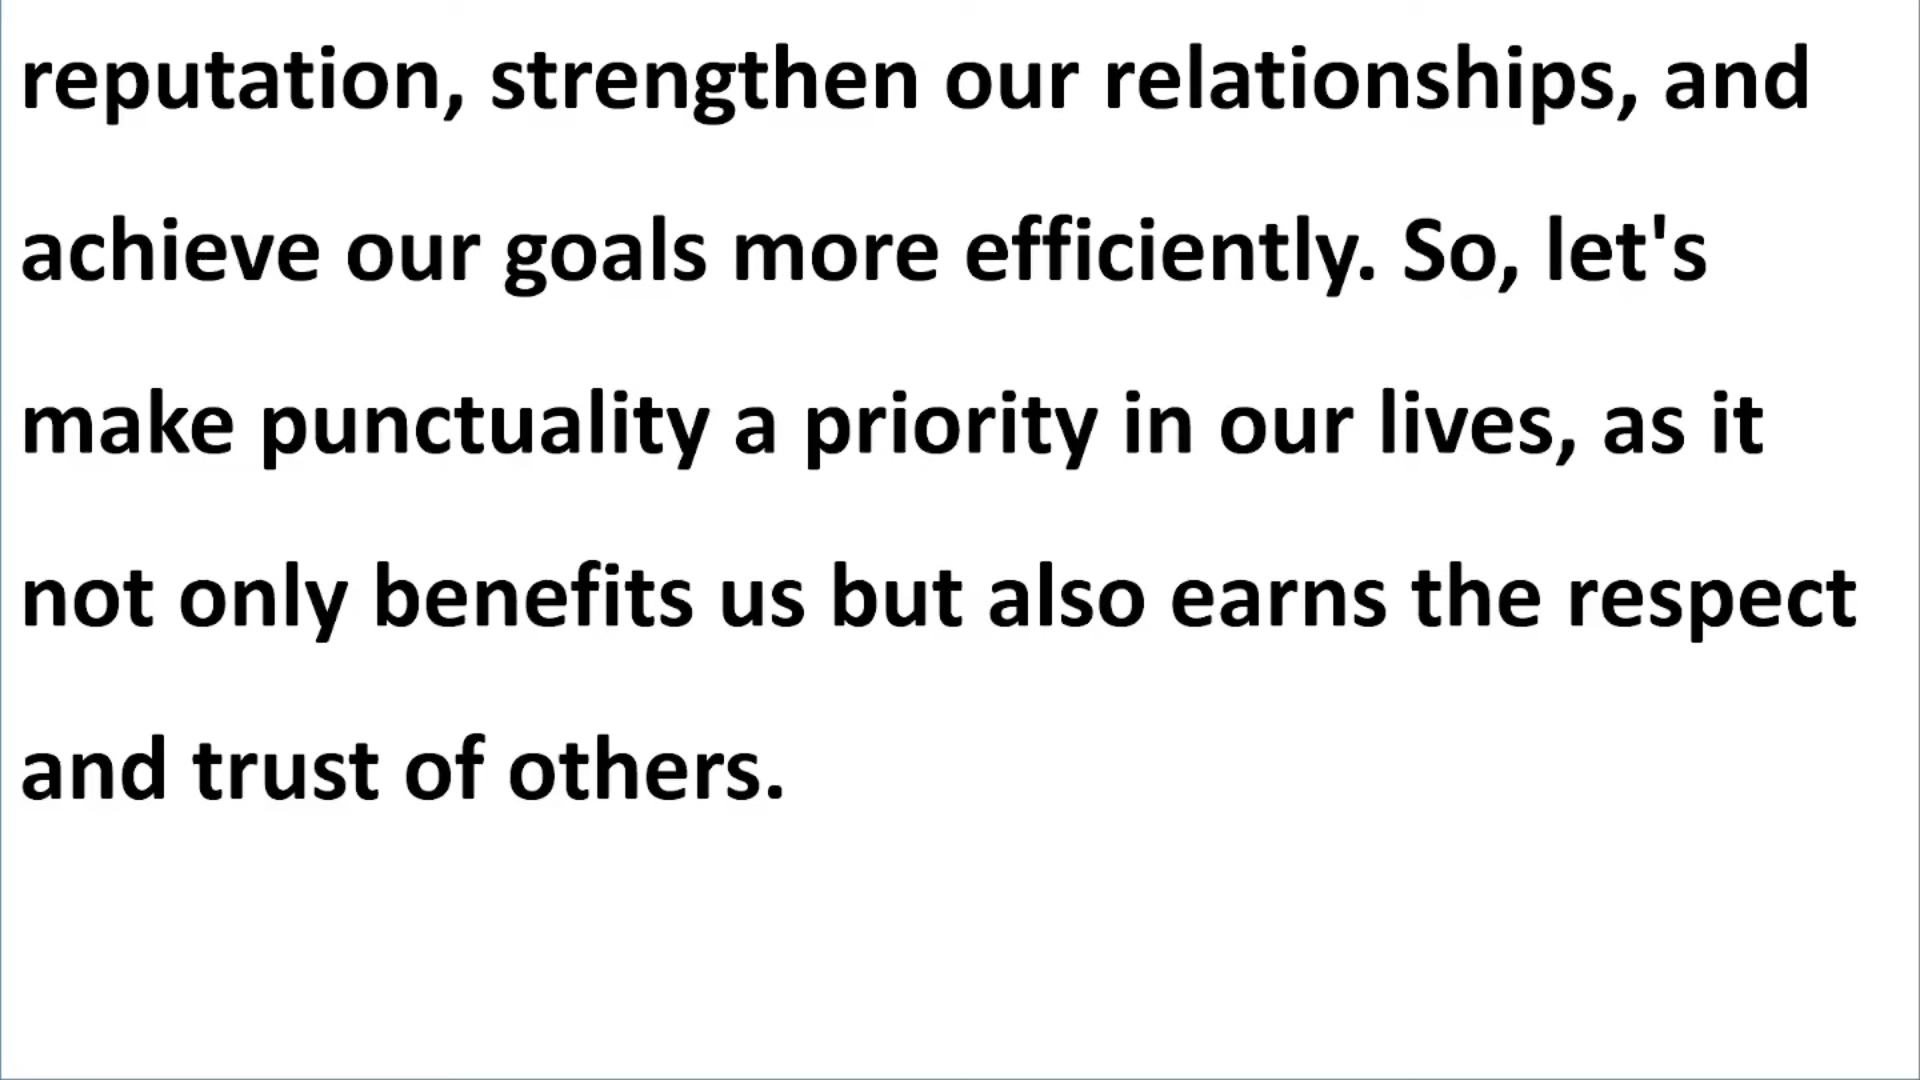 reputation, strengthen our relationships, and
achieve our goals more efficiently. So, let's
make punctuality a priority in our lives, as it
not only benefits us but also earns the respect
and trust of others.